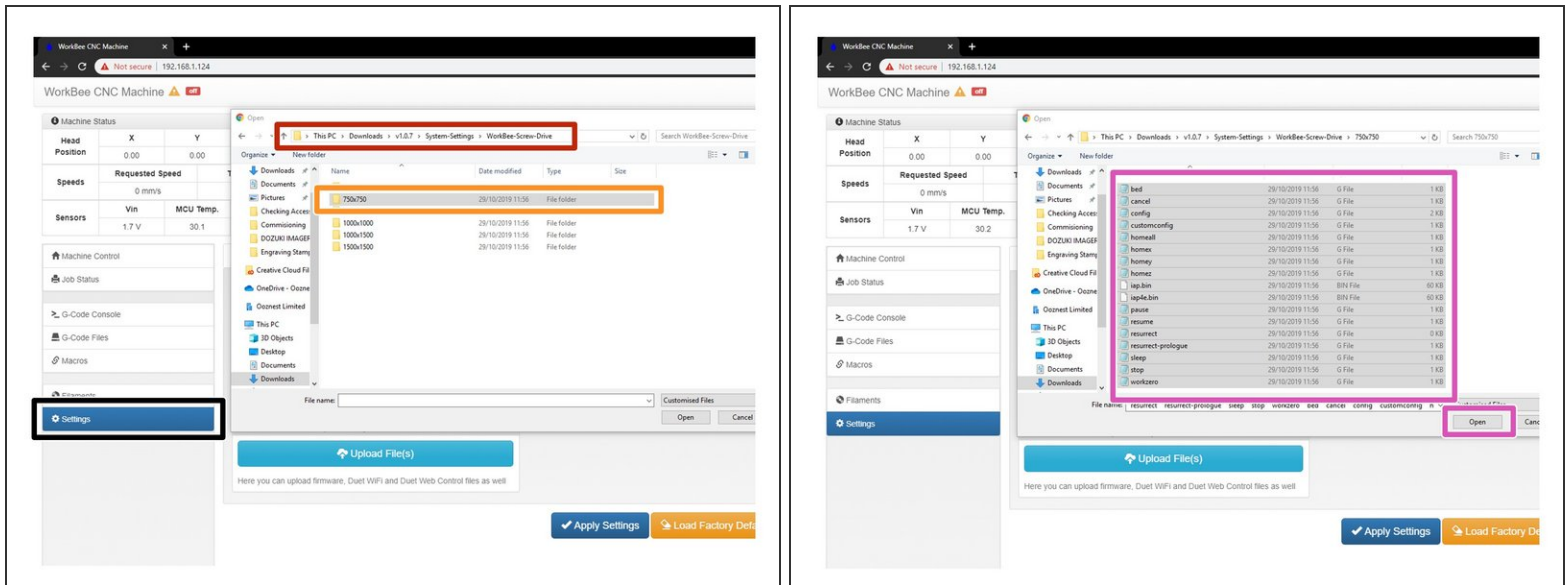 WorkBee CNC Machine × +
Not secure | 192.168.1.124
WorkBee CNC Machine off
Machine Status
Head Position X Y
0.00 0.00
Speeds Requested Speed T
0 mm/s
Sensors Vin MCU Temp.
1.7 V 30.1
Machine Control
Job Status
G-Code Console
G-Code Files
Macros
Filaments
Settings
Open
This PC › Downloads › v1.0.7 › System-Settings › WorkBee-Screw-Drive
Search WorkBee-Screw-Drive
Organize New folder
Downloads
Documents
Pictures
Checking Acces
Commisioning
DOZUKI IMAGEF
Engraving Stamp
Creative Cloud Fil
OneDrive - Oozne
Ooznest Limited
This PC
3D Objects
Desktop
Documents
Downloads
Name Date modified Type Size
750x750 29/10/2019 11:56 File folder
1000x1000 29/10/2019 11:56 File folder
1000x1500 29/10/2019 11:56 File folder
1500x1500 29/10/2019 11:56 File folder
File name: Customised Files
Open Cancel
Upload File(s)
Here you can upload firmware, Duet WiFi and Duet Web Control files as well
Apply Settings Load Factory Defa
WorkBee CNC Machine × +
Not secure | 192.168.1.124
WorkBee CNC Machine off
Machine Status
Head Position X Y
0.00 0.00
Speeds Requested Speed T
0 mm/s
Sensors Vin MCU Temp.
1.7 V 30.2
Machine Control
Job Status
G-Code Console
G-Code Files
Macros
Filaments
Settings
Open
This PC › Downloads › v1.0.7 › System-Settings › WorkBee-Screw-Drive › 750x750
Search 750x750
Organize New folder
Downloads
Documents
Pictures
Checking Acces
Commisioning
DOZUKI IMAGEF
Engraving Stamp
Creative Cloud Fil
OneDrive - Oozne
Ooznest Limited
This PC
3D Objects
Desktop
Documents
Downloads
bed 29/10/2019 11:56 G File 1 KB
cancel 29/10/2019 11:56 G File 1 KB
config 29/10/2019 11:56 G File 2 KB
customconfig 29/10/2019 11:56 G File 1 KB
homeall 29/10/2019 11:56 G File 1 KB
homex 29/10/2019 11:56 G File 1 KB
homey 29/10/2019 11:56 G File 1 KB
homez 29/10/2019 11:56 G File 1 KB
iap.bin 29/10/2019 11:56 BIN File 60 KB
iap4e.bin 29/10/2019 11:56 BIN File 60 KB
pause 29/10/2019 11:56 G File 1 KB
resume 29/10/2019 11:56 G File 1 KB
resurrect 29/10/2019 11:56 G File 0 KB
resurrect-prologue 29/10/2019 11:56 G File 1 KB
sleep 29/10/2019 11:56 G File 1 KB
stop 29/10/2019 11:56 G File 1 KB
workzero 29/10/2019 11:56 G File 1 KB
File name: resurrect resurrect-prologue sleep stop workzero bed cancel config customconfig h Customised Files
Open Canc
Upload File(s)
Here you can upload firmware, Duet WiFi and Duet Web Control files as well
Apply Settings Load Factory De